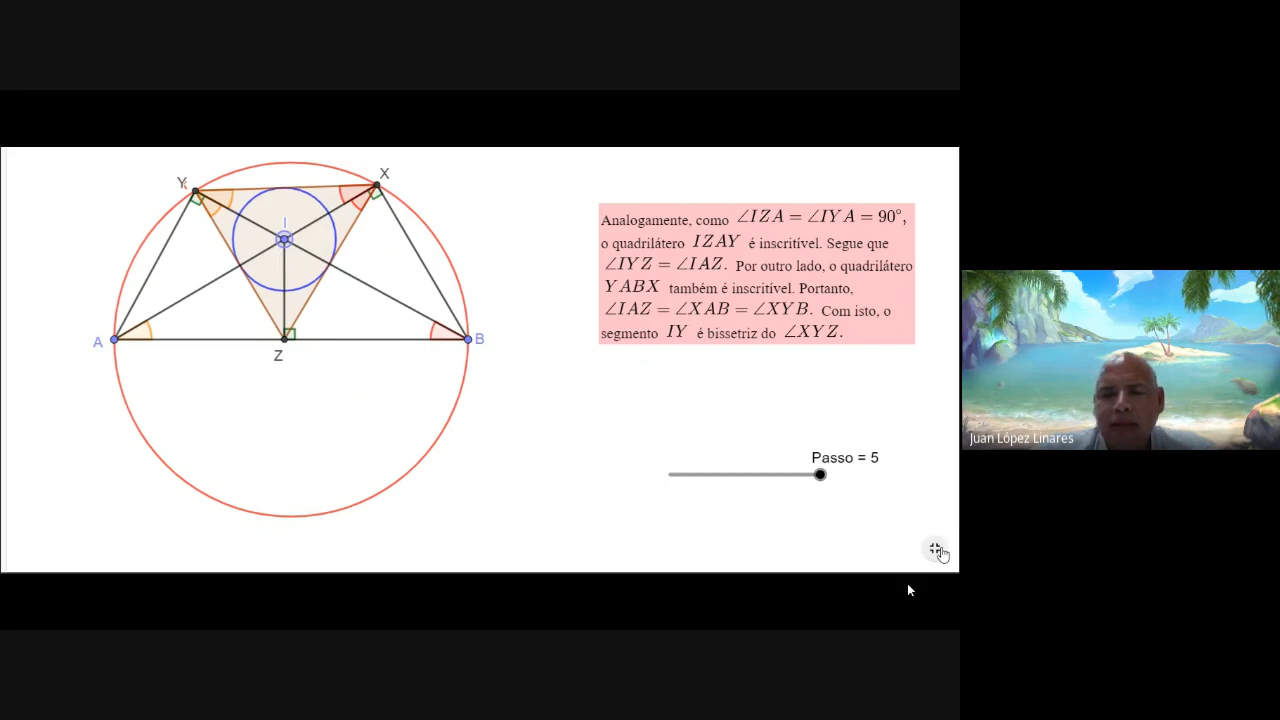 Y
X
I
A
B
Z
Analogamente, como ∠IZA = ∠IYA = 90°,
o quadrilátero IZAY é inscritível. Segue que
∠IYZ = ∠IAZ. Por outro lado, o quadrilátero
YABX também é inscritível. Portanto,
∠IAZ = ∠XAB = ∠XYB. Com isto, o
segmento IY é bissetriz do ∠XYZ.
Passo = 5
Juan López Linares